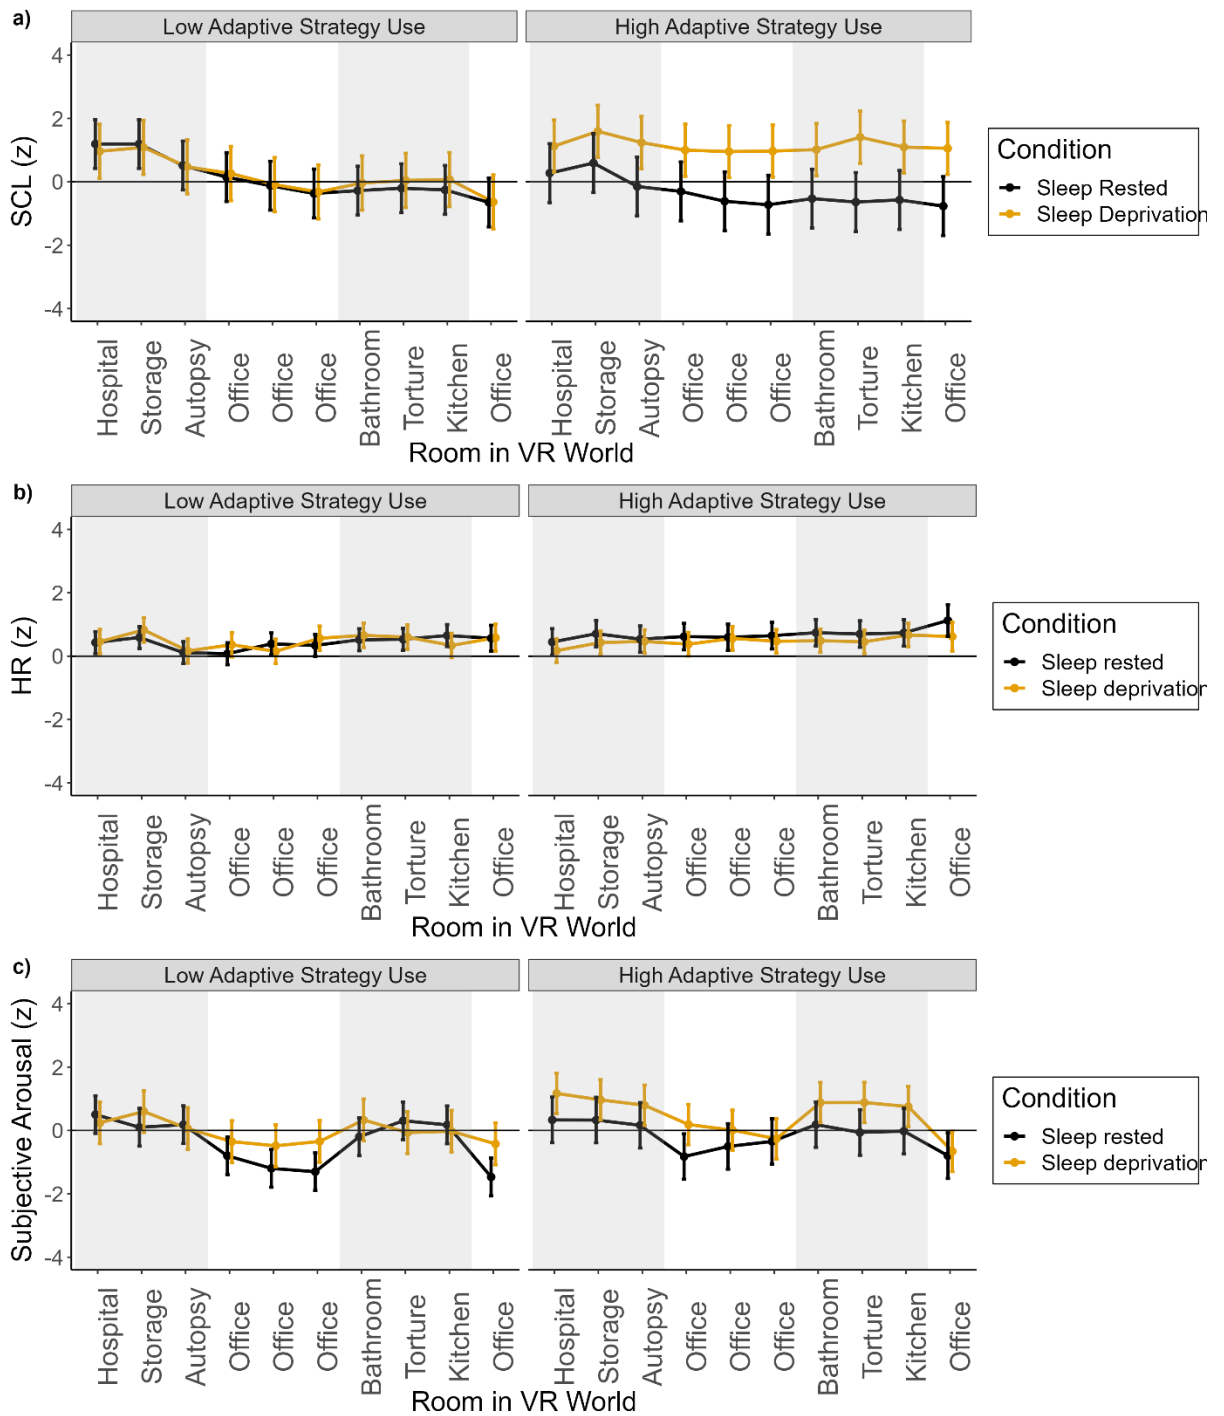 a)
Low Adaptive Strategy Use
High Adaptive Strategy Use
SCL (z)
4
2
0
-2
-4
Hospital
Storage
Autopsy
Office
Office
Office
Bathroom
Torture
Kitchen
Office
Hospital
Storage
Autopsy
Office
Office
Office
Bathroom
Torture
Kitchen
Office
Room in VR World
Condition
Sleep Rested
Sleep Deprivation
b)
Low Adaptive Strategy Use
High Adaptive Strategy Use
HR (z)
4
2
0
-2
-4
Hospital
Storage
Autopsy
Office
Office
Office
Bathroom
Torture
Kitchen
Office
Hospital
Storage
Autopsy
Office
Office
Office
Bathroom
Torture
Kitchen
Office
Room in VR World
Condition
Sleep rested
Sleep deprivation
c)
Low Adaptive Strategy Use
High Adaptive Strategy Use
Subjective Arousal (z)
4
2
0
-2
-4
Hospital
Storage
Autopsy
Office
Office
Office
Bathroom
Torture
Kitchen
Office
Hospital
Storage
Autopsy
Office
Office
Office
Bathroom
Torture
Kitchen
Office
Room in VR World
Condition
Sleep rested
Sleep deprivation